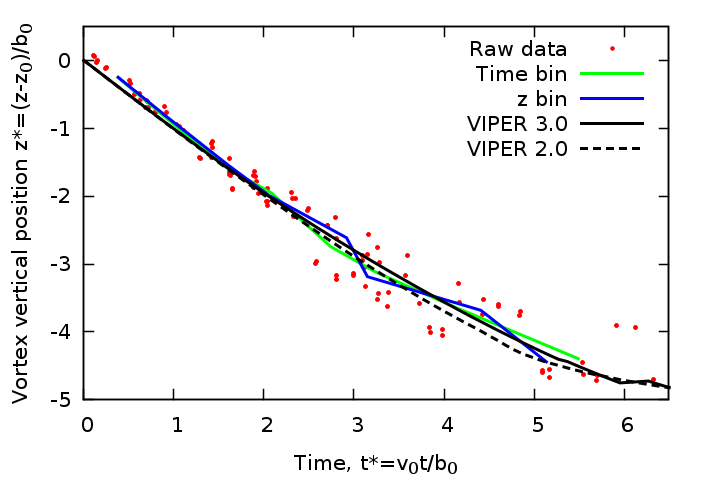 Vortex vertical position z*=(z-z0)/b0
0
-1
-2
-3
-4
-5
0 1 2 3 4 5 6
Time, t*=v0t/b0
Raw data
Time bin
z bin
VIPER 3.0
VIPER 2.0